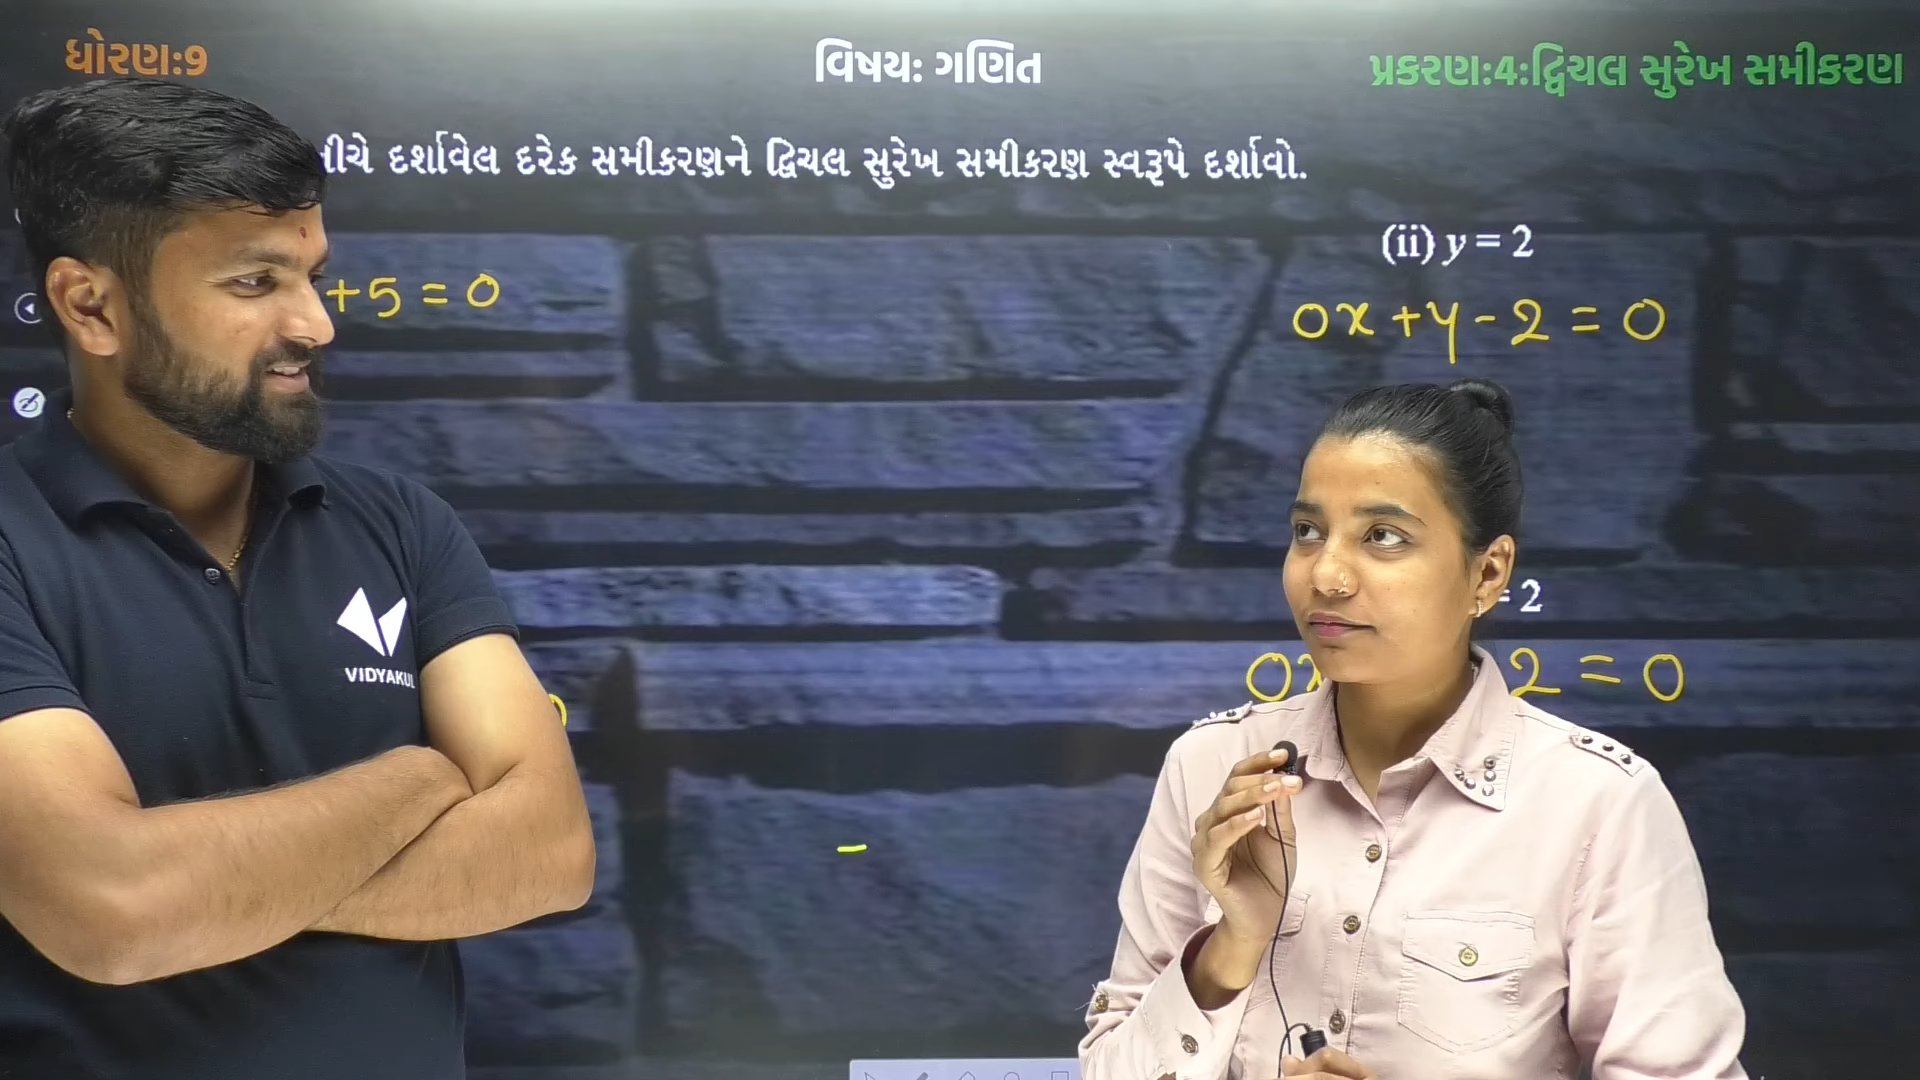 ધોરણ:9
વિષય: ગણિત
પ્રકરણ:4:દ્વિચલ સુરેખ સમીકરણ
દર્શાવેલ દરેક સમીકરણને દ્વિચલ સુરેખ સમીકરણ સ્વરૂપે દર્શાવો.
(ii) y = 2
+5 = 0
0x + y - 2 = 0
= 2
0x 2 = 0
VIDYAKUL